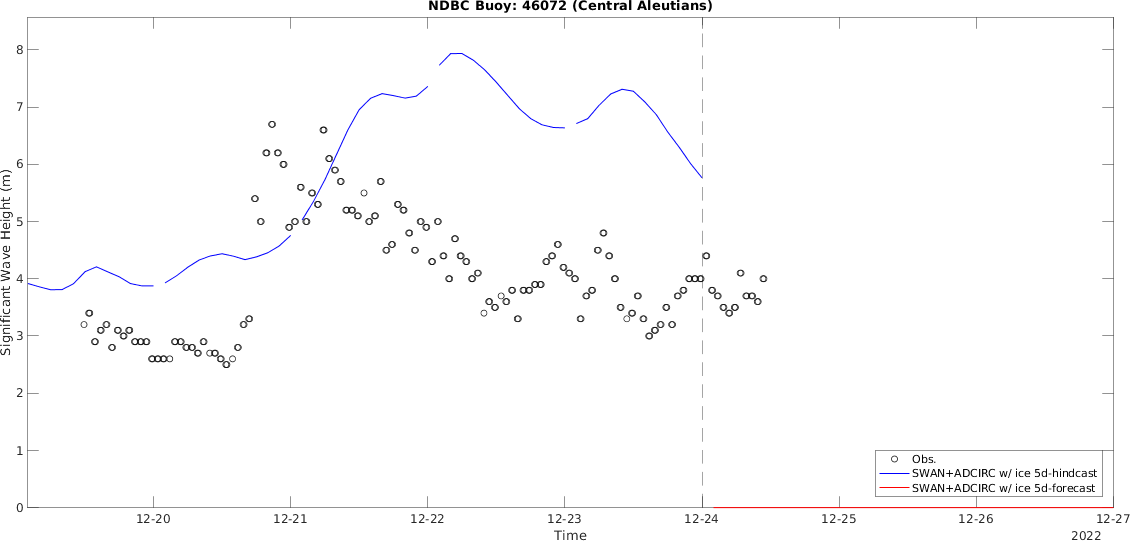 NDBC Buoy: 46072 (Central Aleutians)
8
7
6
5
4
3
2
1
0
Significant Wave Height (m)
Obs.
SWAN+ADCIRC w/ ice 5d-hindcast
SWAN+ADCIRC w/ ice 5d-forecast
12-20 12-21 12-22 12-23 12-24 12-25 12-26 12-27
Time
2022